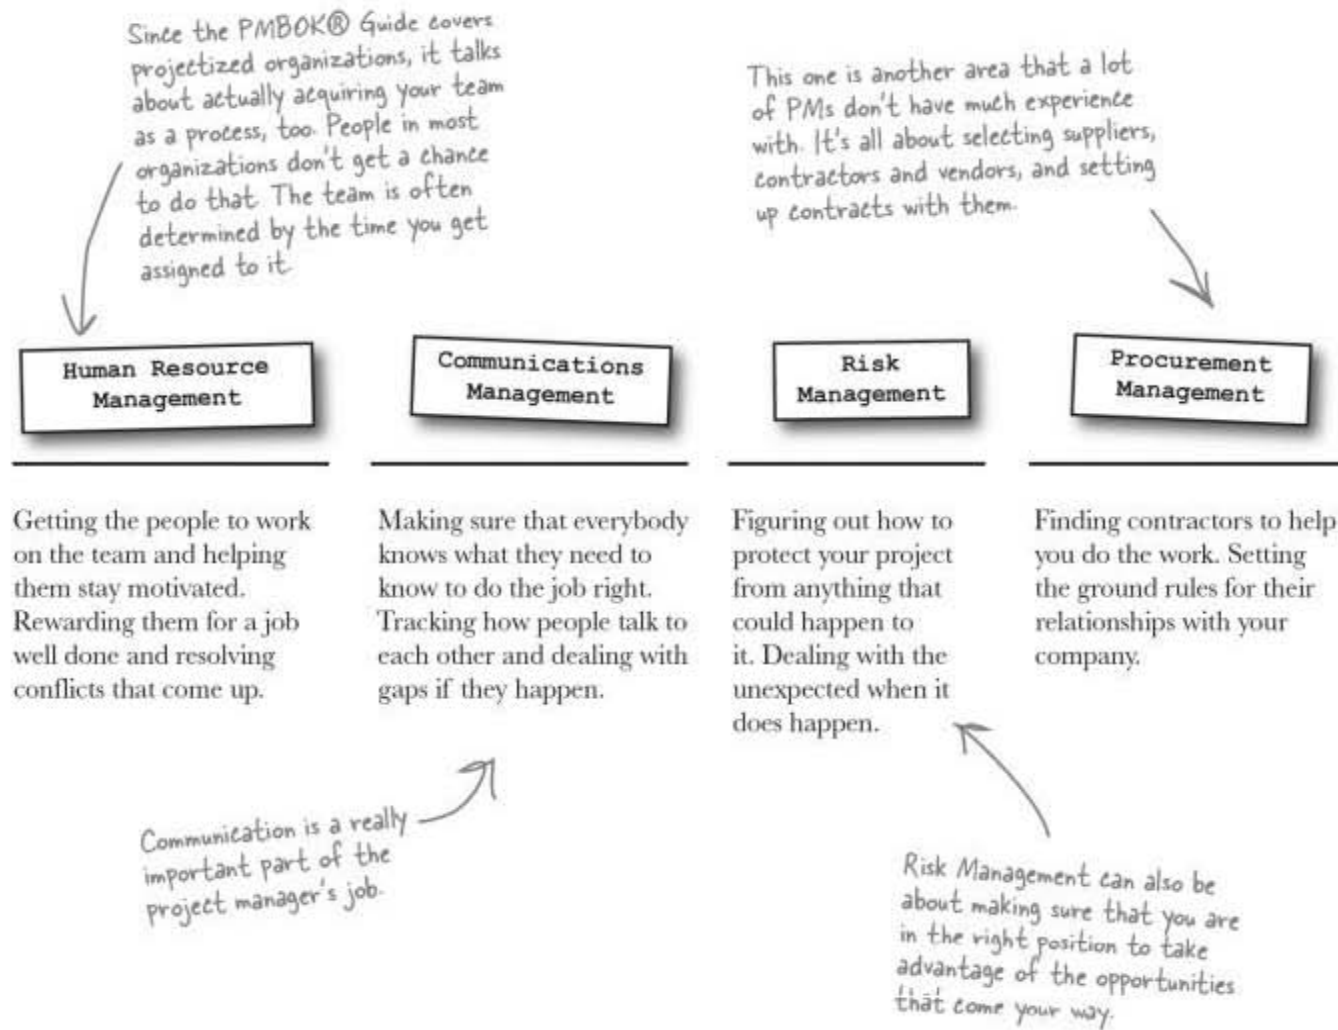 Since the PMBOK® Guide covers
projectized organizations, it talks
about actually acquiring your team
as a process, too. People in most
organizations don't get a chance
to do that. The team is often
determined by the time you get
assigned to it.
This one is another area that a lot
of PMs don't have much experience
with. It's all about selecting suppliers,
contractors and vendors, and setting
up contracts with them.
Human Resource
Management
Communications
Management
Risk
Management
Procurement
Management
Getting the people to work
on the team and helping
them stay motivated.
Rewarding them for a job
well done and resolving
conflicts that come up.
Making sure that everybody
knows what they need to
know to do the job right.
Tracking how people talk to
each other and dealing with
gaps if they happen.
Figuring out how to
protect your project
from anything that
could happen to
it. Dealing with the
unexpected when it
does happen.
Finding contractors to help
you do the work. Setting
the ground rules for their
relationships with your
company.
Communication is a really
important part of the
project manager's job.
Risk Management can also be
about making sure that you are
in the right position to take
advantage of the opportunities
that come your way.